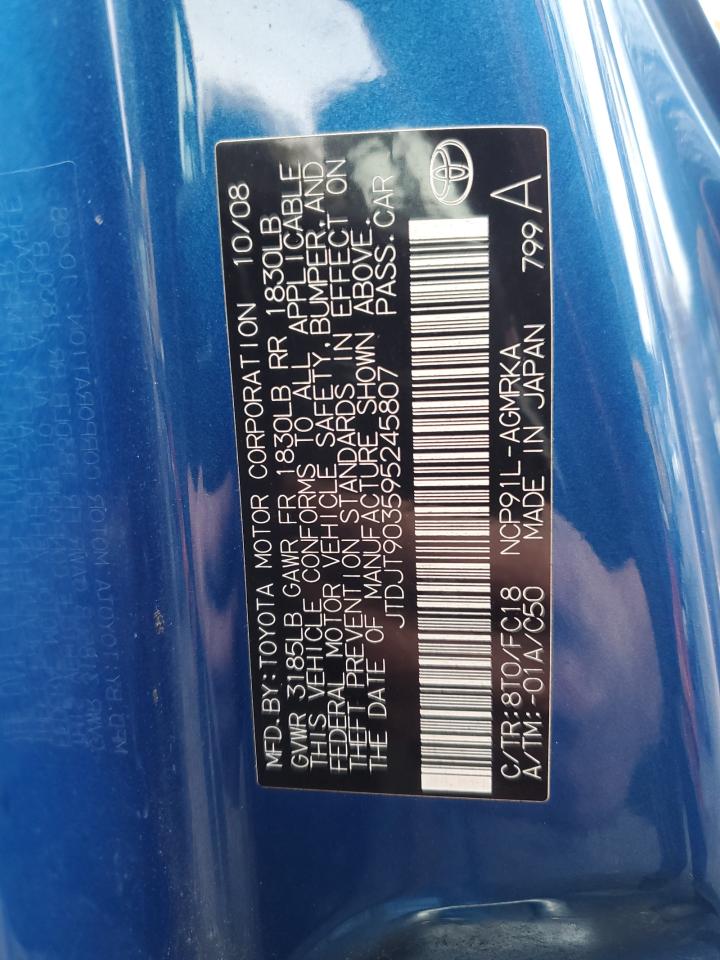 MFD.BY:TOYOTA MOTOR CORPORATION 10/08
GVWR 3185LB GAWR FR 1830LB RR 1830LB
THIS VEHICLE CONFORMS TO ALL APPLICABLE
FEDERAL MOTOR VEHICLE SAFETY,BUMPER,AND
THEFT PREVENTION STANDARDS IN EFFECT ON
THE DATE OF MANUFACTURE SHOWN ABOVE.
JTDJT903595245807 PASS.CAR
C/TR:8T0/FC18 NCP91L-AGMRKA
A/TM:-01A/C50 MADE IN JAPAN 799A